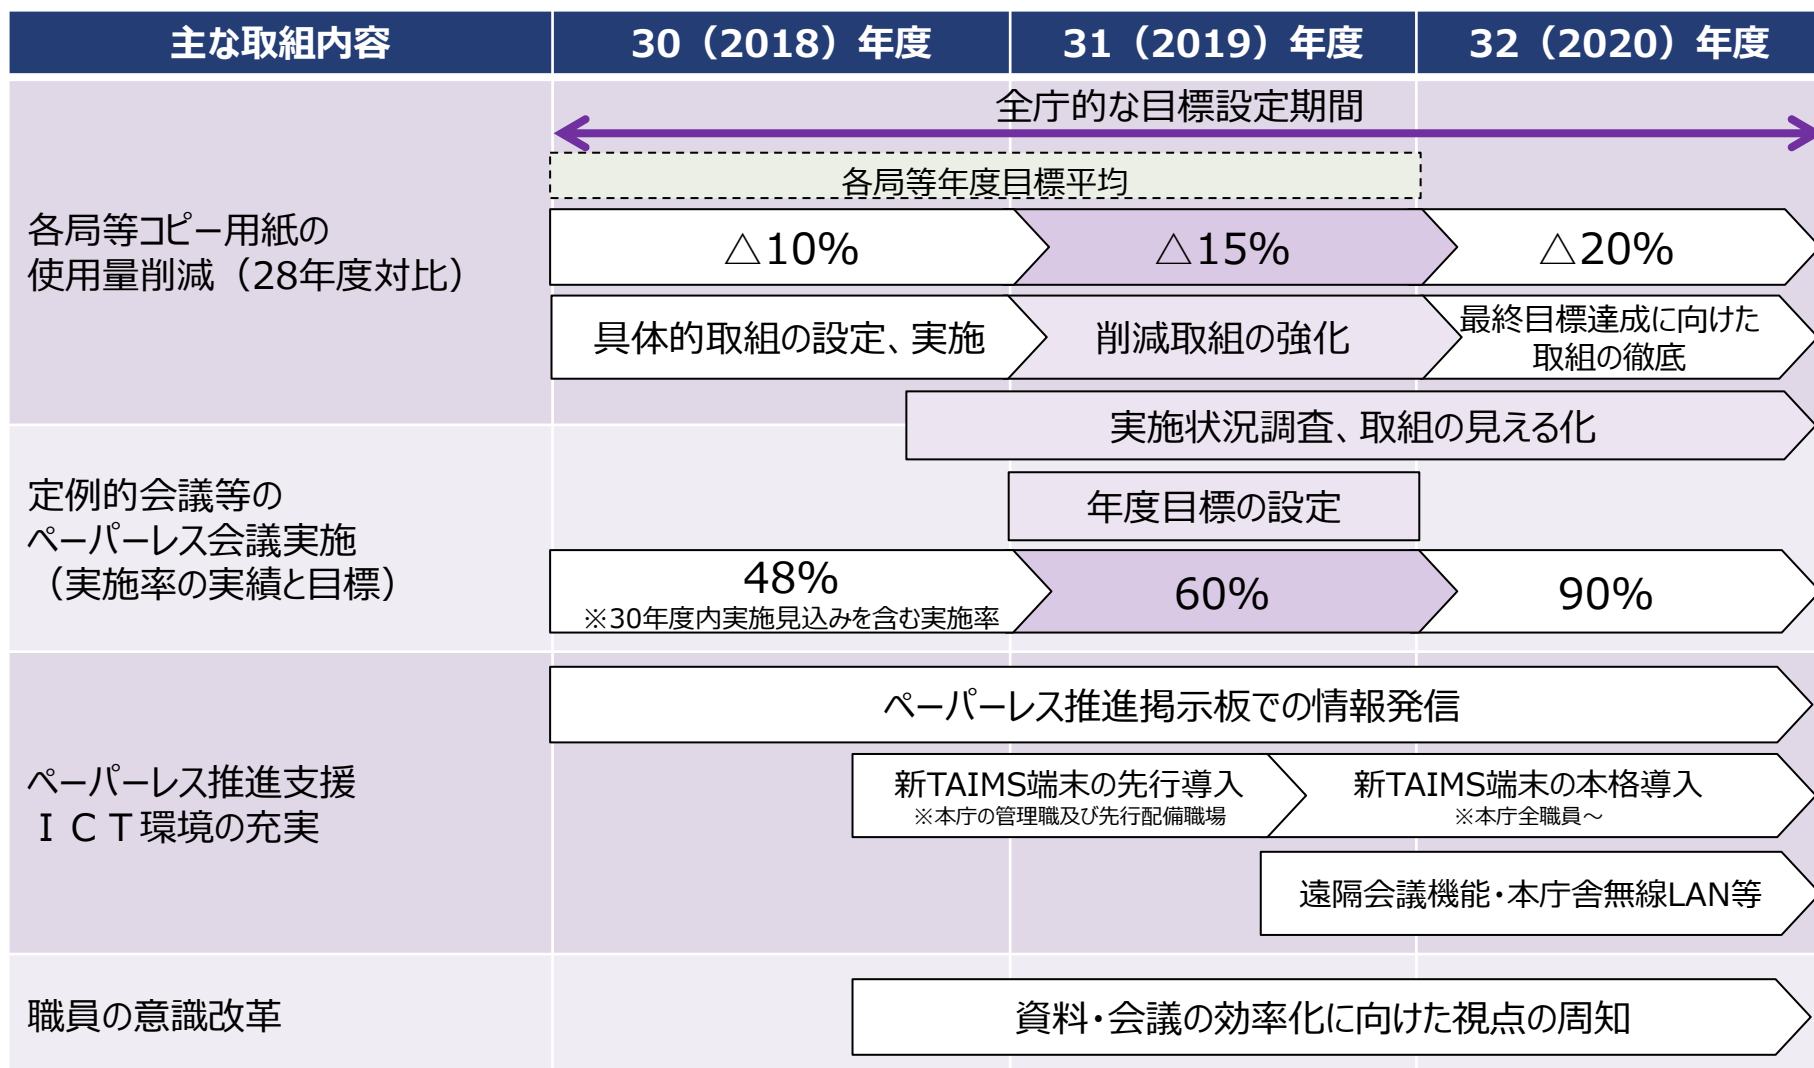 主な取組内容
30（2018）年度
31（2019）年度
32（2020）年度
全庁的な目標設定期間
各局等年度目標平均
各局等コピー用紙の
使用量削減（28年度対比）
△10%
△15%
△20%
具体的取組の設定、実施
削減取組の強化
最終目標達成に向けた
取組の徹底
実施状況調査、取組の見える化
定例的会議等の
ペーパーレス会議実施
（実施率の実績と目標）
年度目標の設定
48%
※30年度内実施見込みを含む実施率
60%
90%
ペーパーレス推進支援
ＩＣＴ環境の充実
ペーパーレス推進掲示板での情報発信
新TAIMS端末の先行導入
※本庁の管理職及び先行配備職場
新TAIMS端末の本格導入
※本庁全職員～
遠隔会議機能・本庁舎無線LAN等
職員の意識改革
資料・会議の効率化に向けた視点の周知